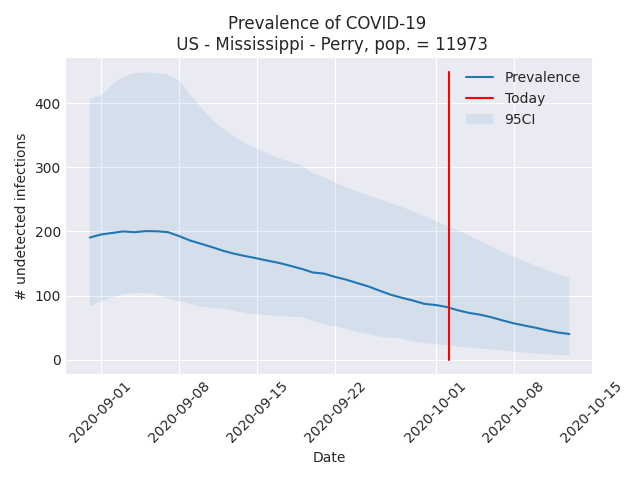 Prevalence of COVID-19
US - Mississippi - Perry, pop. = 11973
Prevalence
Today
95CI
# undetected infections
400
300
200
100
0
2020-09-01
2020-09-08
2020-09-15
2020-09-22
2020-10-01
2020-10-08
2020-10-15
Date